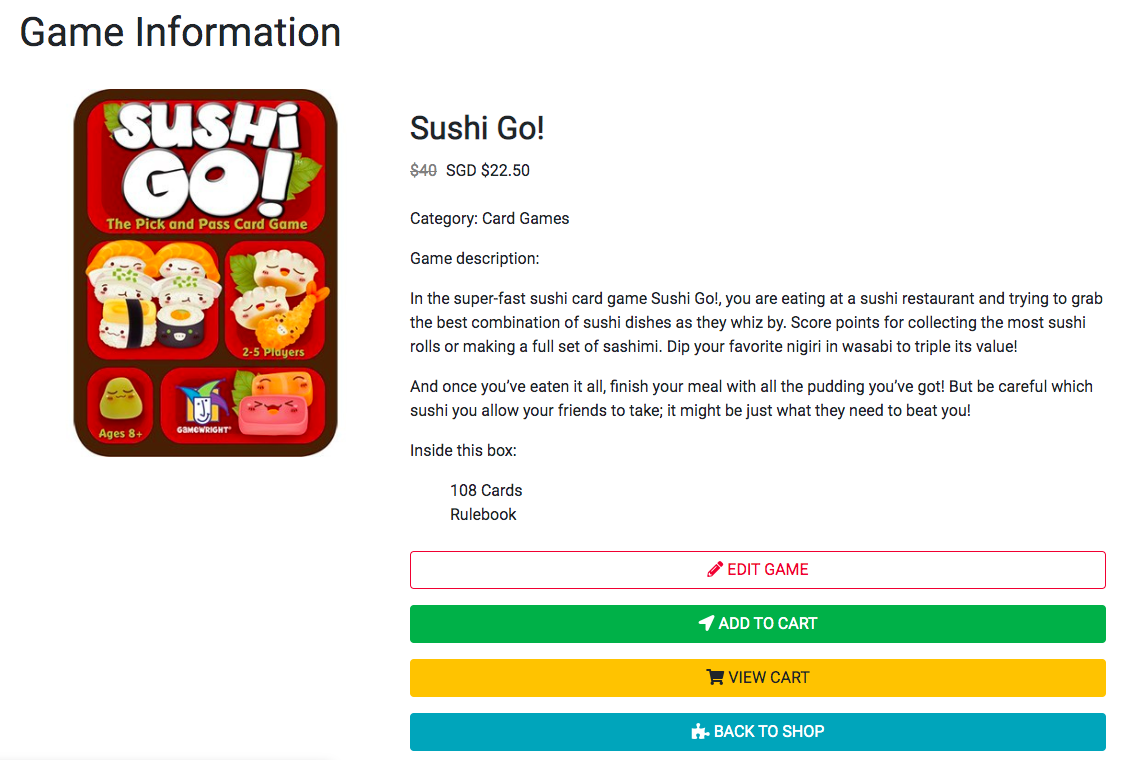 Game Information
SUSHi
GO!
The Pick and Pass Card Game
2-5 Players
Ages 8+
GAMEWRIGHT
Sushi Go!
$40 SGD $22.50
Category: Card Games
Game description:
In the super-fast sushi card game Sushi Go!, you are eating at a sushi restaurant and trying to grab
the best combination of sushi dishes as they whiz by. Score points for collecting the most sushi
rolls or making a full set of sashimi. Dip your favorite nigiri in wasabi to triple its value!
And once you’ve eaten it all, finish your meal with all the pudding you’ve got! But be careful which
sushi you allow your friends to take; it might be just what they need to beat you!
Inside this box:
108 Cards
Rulebook
EDIT GAME
ADD TO CART
VIEW CART
BACK TO SHOP